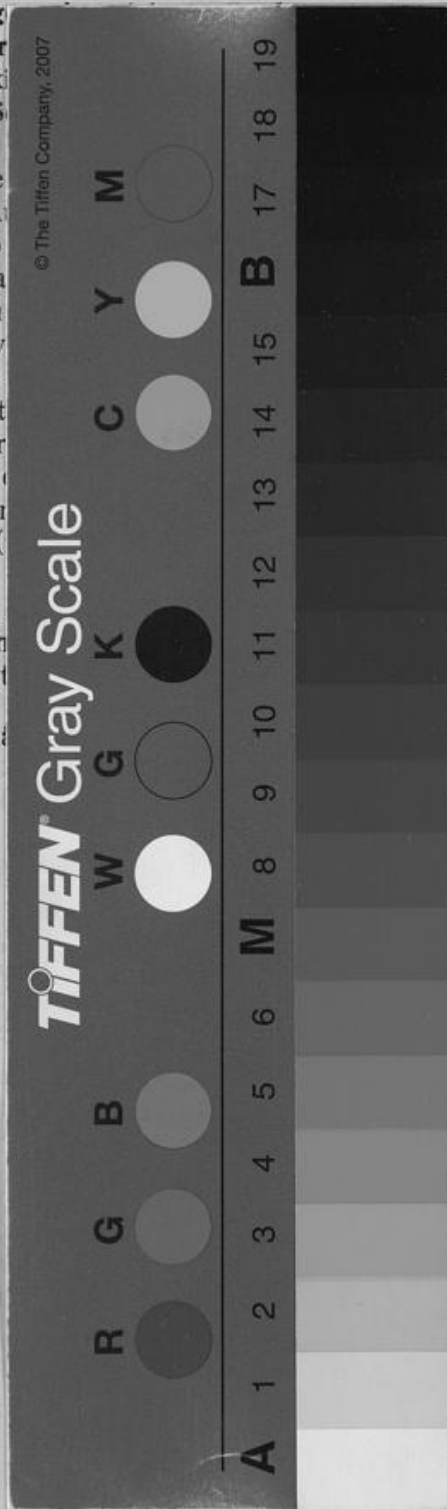 © The Tiffen Company, 2007
TIFFEN® Gray Scale
R G B W G K C Y M
A 1 2 3 4 5 6 M 8 9 10 11 12 13 14 15 B 17 18 19